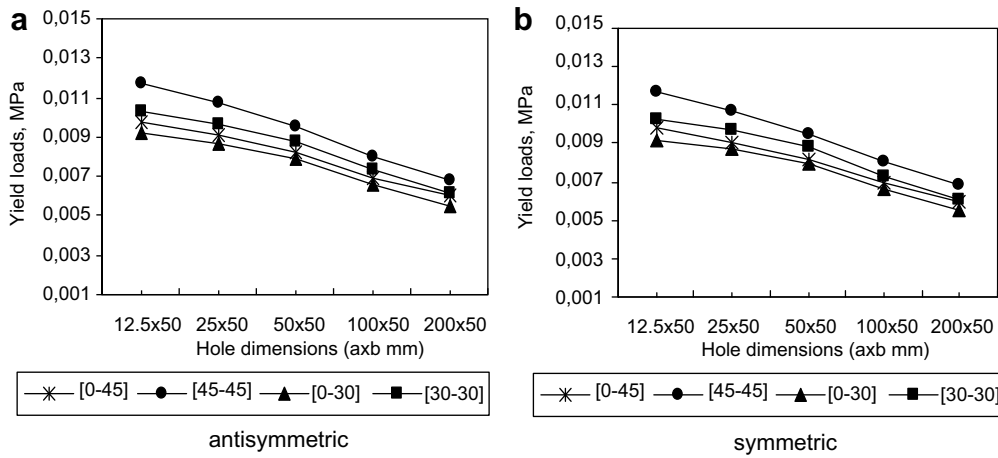 a
0,015
0,013
0,011
0,009
0,007
0,005
0,003
0,001
Yield loads, MPa
12.5x50 25x50 50x50 100x50 200x50
Hole dimensions (axb mm)
[0-45] [45-45] [0-30] [30-30]
antisymmetric
b
0,015
0,013
0,011
0,009
0,007
0,005
0,003
0,001
Yield loads, MPa
12.5x50 25x50 50x50 100x50 200x50
Hole dimensions (axb mm)
[0-45] [45-45] [0-30] [30-30]
symmetric